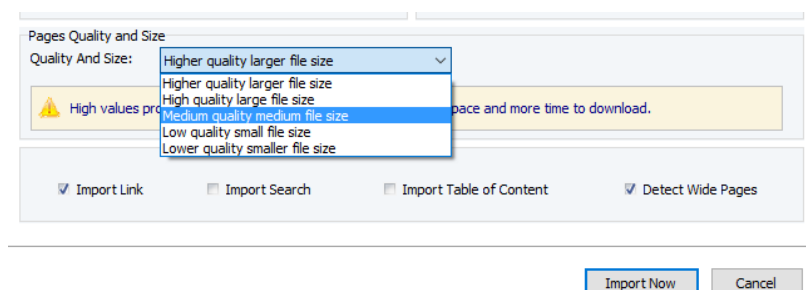 Pages Quality and Size
Quality And Size:
Higher quality larger file size
Higher quality larger file size
High quality large file size
Medium quality medium file size
Low quality small file size
Lower quality smaller file size
High values pro pace and more time to download.
Import Link
Import Search
Import Table of Content
Detect Wide Pages
Import Now
Cancel